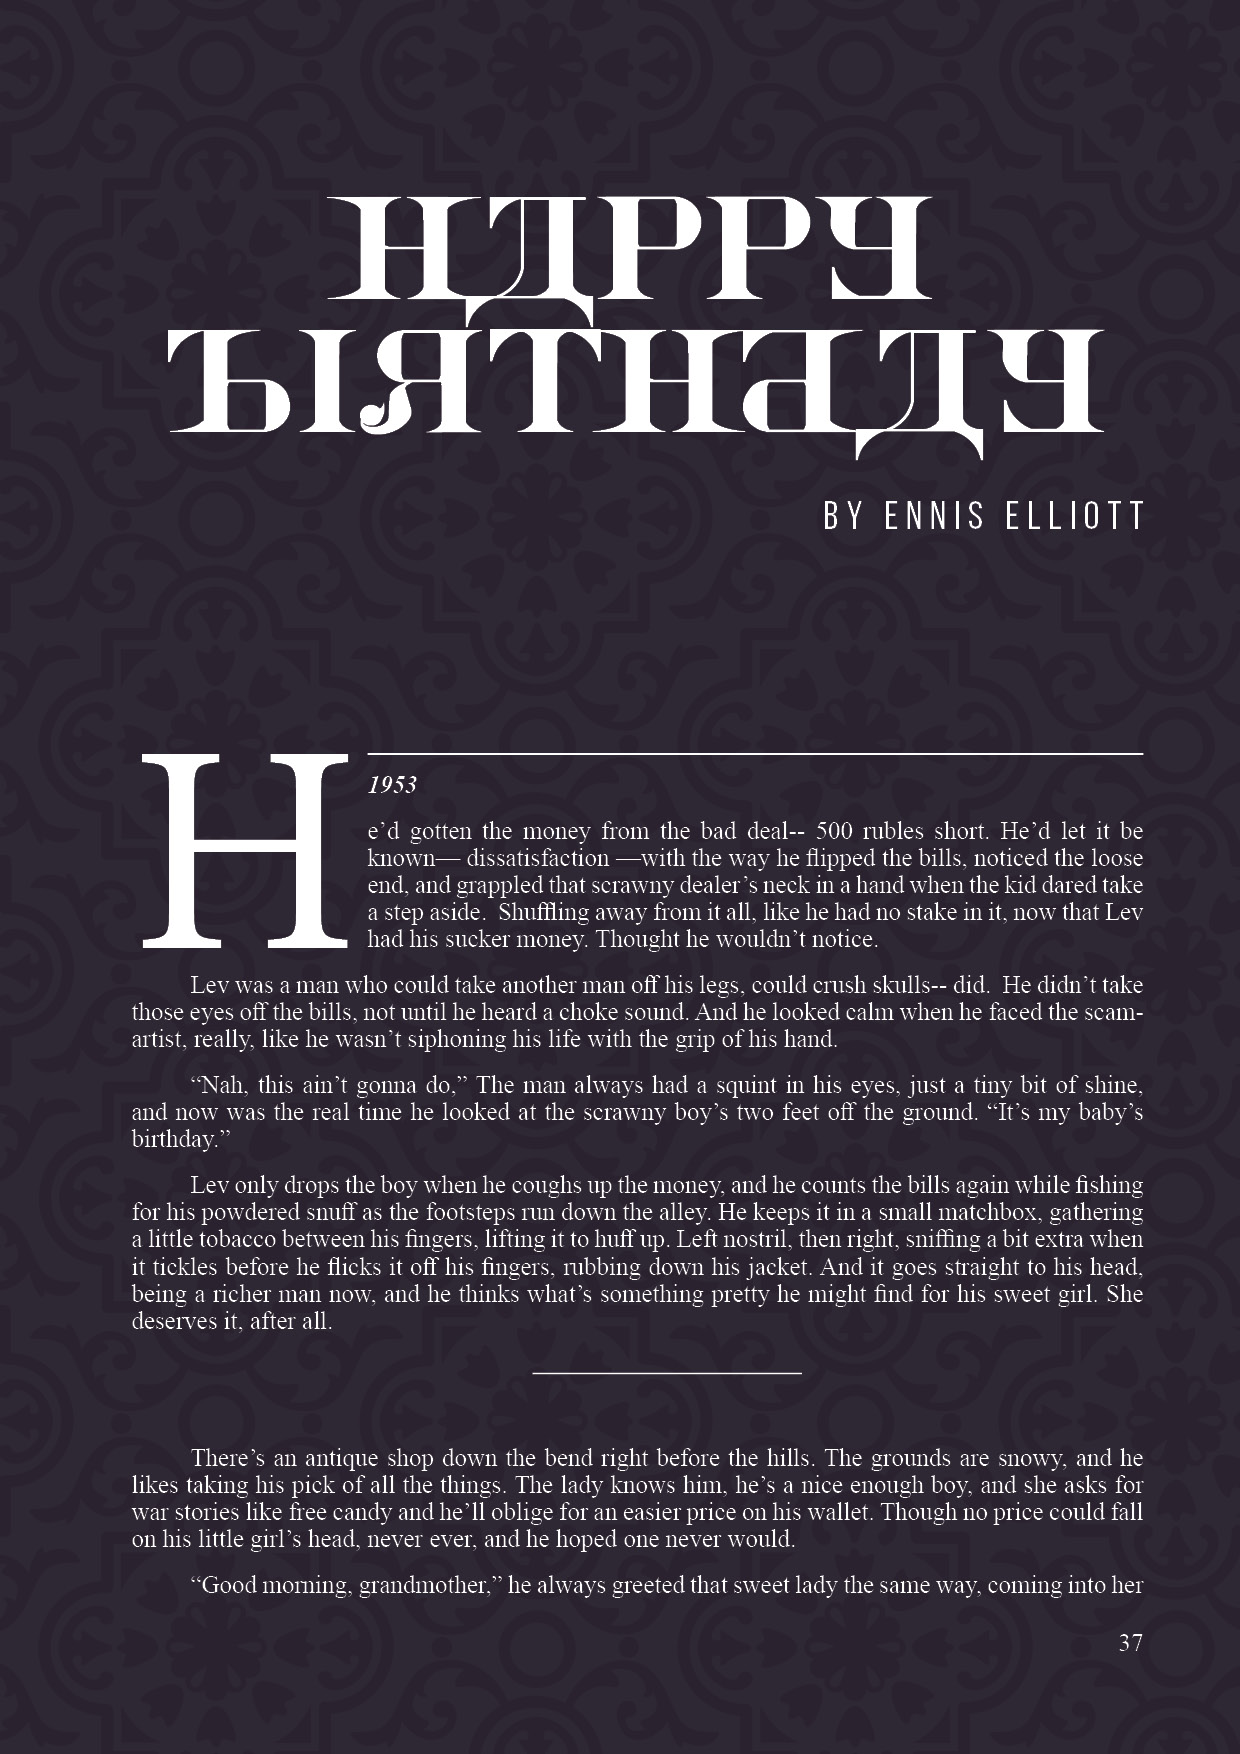 HAPPY
BIRTHDAY
BY ENNIS ELLIOTT
1953
He’d gotten the money from the bad deal-- 500 rubles short. He’d let it be
known— dissatisfaction —with the way he flipped the bills, noticed the loose
end, and grappled that scrawny dealer’s neck in a hand when the kid dared take
a step aside.  Shuffling away from it all, like he had no stake in it, now that Lev
had his sucker money. Thought he wouldn’t notice.
Lev was a man who could take another man off his legs, could crush skulls-- did.  He didn’t take
those eyes off the bills, not until he heard a choke sound. And he looked calm when he faced the scam-
artist, really, like he wasn’t siphoning his life with the grip of his hand.
“Nah, this ain’t gonna do,” The man always had a squint in his eyes, just a tiny bit of shine,
and now was the real time he looked at the scrawny boy’s two feet off the ground. “It’s my baby’s
birthday.”
Lev only drops the boy when he coughs up the money, and he counts the bills again while fishing
for his powdered snuff as the footsteps run down the alley. He keeps it in a small matchbox, gathering
a little tobacco between his fingers, lifting it to huff up. Left nostril, then right, sniffing a bit extra when
it tickles before he flicks it off his fingers, rubbing down his jacket. And it goes straight to his head,
being a richer man now, and he thinks what’s something pretty he might find for his sweet girl. She
deserves it, after all.
There’s an antique shop down the bend right before the hills. The grounds are snowy, and he
likes taking his pick of all the things. The lady knows him, he’s a nice enough boy, and she asks for
war stories like free candy and he’ll oblige for an easier price on his wallet. Though no price could fall
on his little girl’s head, never ever, and he hoped one never would.
“Good morning, grandmother,” he always greeted that sweet lady the same way, coming into her
37